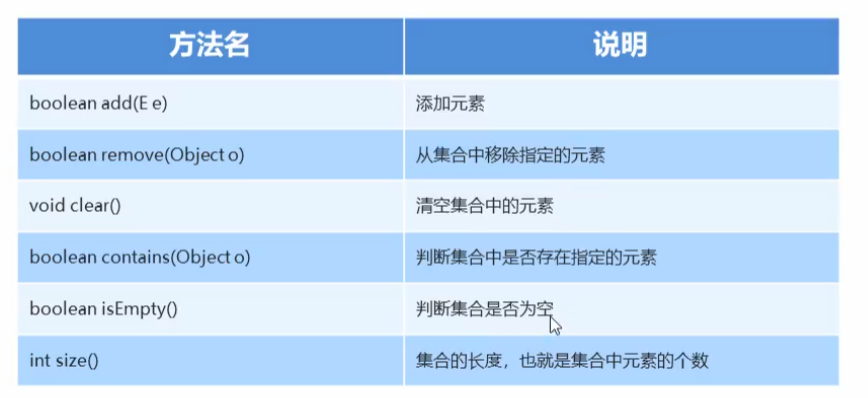 方法名 说明
boolean add(E e) 添加元素
boolean remove(Object o) 从集合中移除指定的元素
void clear() 清空集合中的元素
boolean contains(Object o) 判断集合中是否存在指定的元素
boolean isEmpty() 判断集合是否为空
int size() 集合的长度，也就是集合中元素的个数